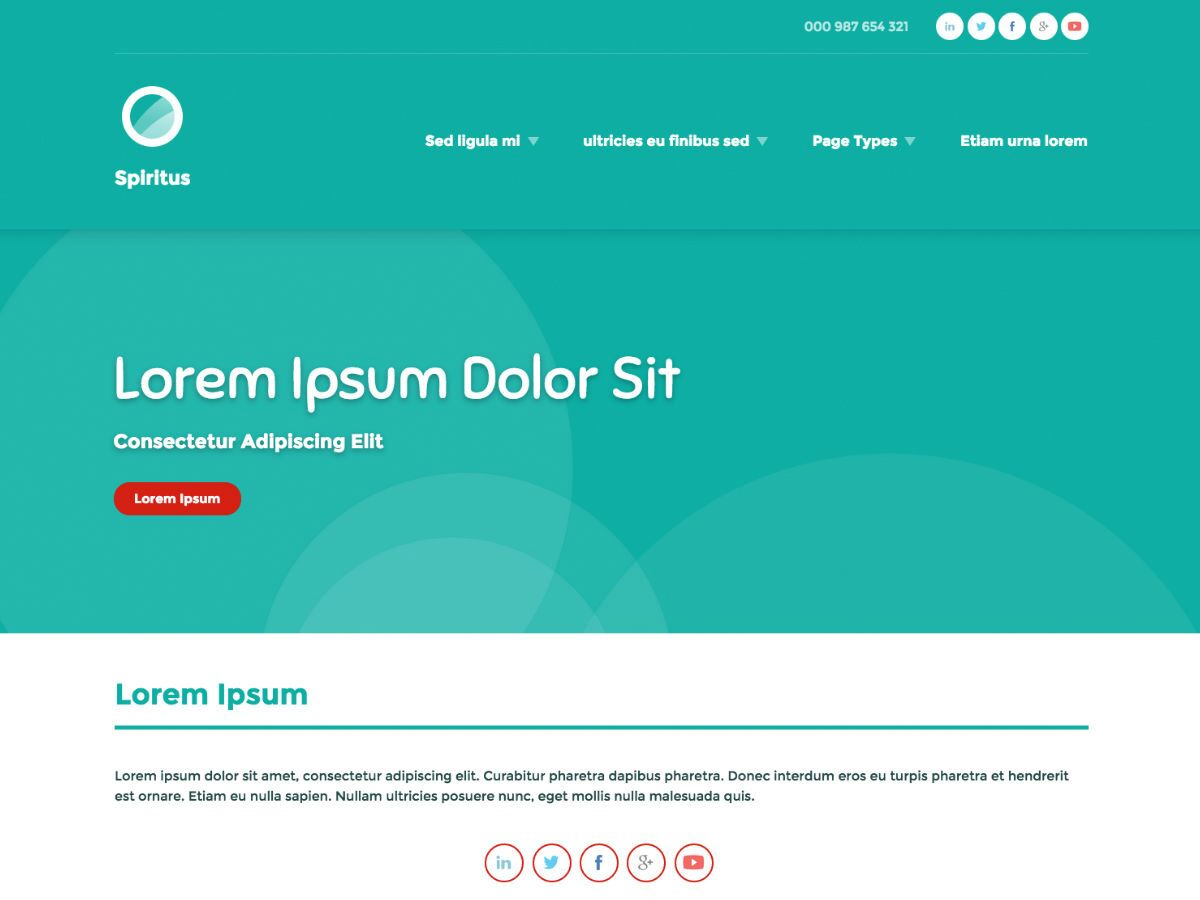 000 987 654 321
Spiritus
Sed ligula mi
ultricies eu finibus sed
Page Types
Etiam urna lorem
Lorem Ipsum Dolor Sit
Consectetur Adipiscing Elit
Lorem Ipsum
Lorem Ipsum
Lorem ipsum dolor sit amet, consectetur adipiscing elit. Curabitur pharetra dapibus pharetra. Donec interdum eros eu turpis pharetra et hendrerit
est ornare. Etiam eu nulla sapien. Nullam ultricies posuere nunc, eget mollis nulla malesuada quis.